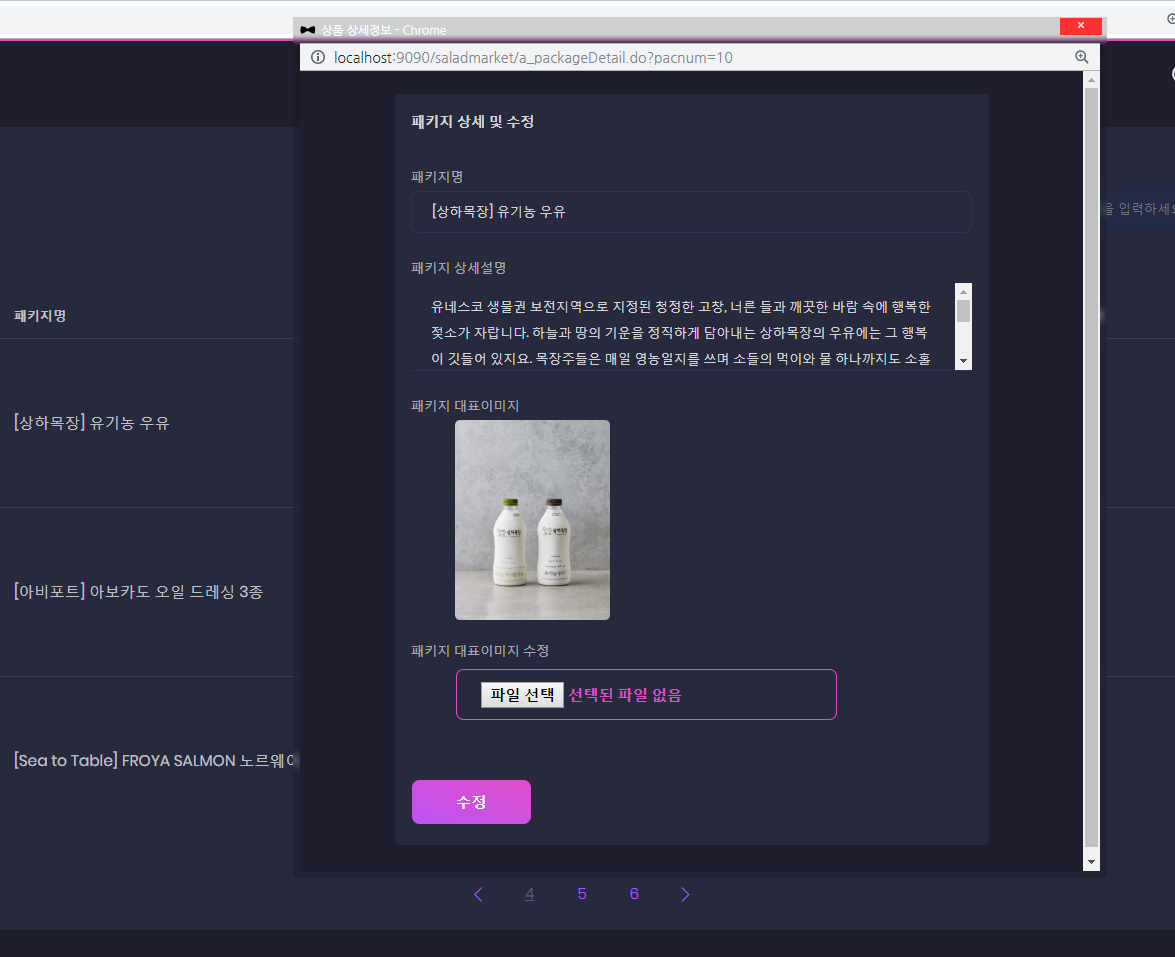 상품 상세정보 - Chrome
localhost:9090/saladmarket/a_packageDetail.do?pacnum=10
패키지 상세 및 수정
패키지명
[상하목장] 유기농 우유
을 입력하세요
패키지 상세설명
유네스코 생물권 보전지역으로 지정된 청정한 고창, 너른 들과 깨끗한 바람 속에 행복한
젖소가 자랍니다. 하늘과 땅의 기운을 정직하게 담아내는 상하목장의 우유에는 그 행복
이 깃들어 있지요. 목장주들은 매일 영농일지를 쓰며 소들의 먹이와 물 하나까지도 소홀
패키지 대표이미지
상하목장
상하목장
패키지 대표이미지 수정
파일 선택 선택된 파일 없음
수정
패키지명
[상하목장] 유기농 우유
[아비포트] 아보카도 오일 드레싱 3종
[Sea to Table] FROYA SALMON 노르웨이
4 5 6